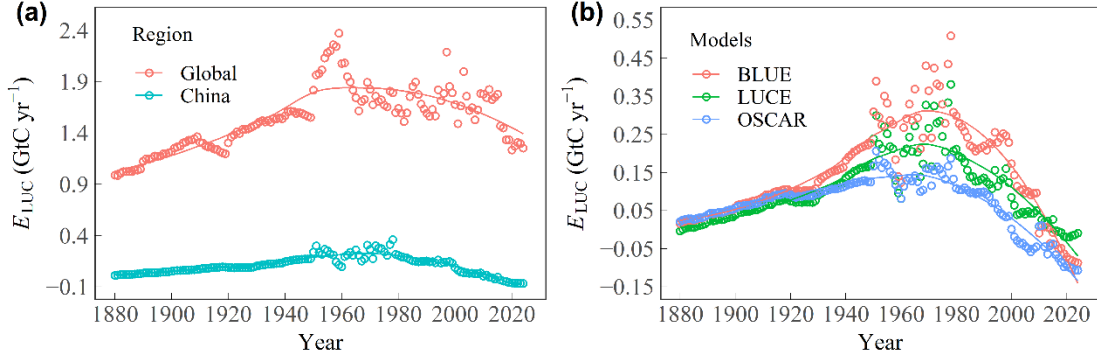 (a)
Region
Global
China
E_LUC (GtC yr⁻¹)
2.4
1.9
1.4
0.9
0.4
−0.1
1880 1900 1920 1940 1960 1980 2000 2020
Year
(b)
Models
BLUE
LUCE
OSCAR
E_LUC (GtC yr⁻¹)
0.55
0.45
0.35
0.25
0.15
0.05
−0.05
−0.15
1880 1900 1920 1940 1960 1980 2000 2020
Year